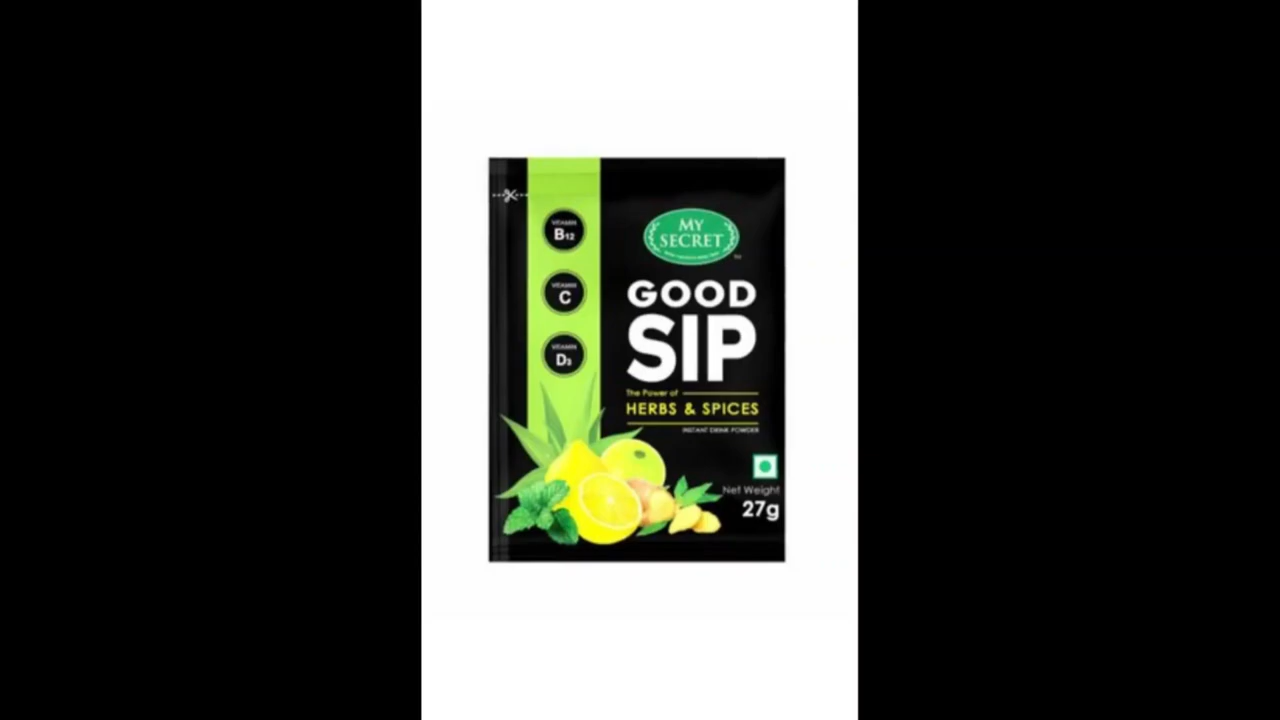 VITAMIN
B12
VITAMIN
C
VITAMIN
D3
MY
SECRET
GOOD
SIP
The Power of
HERBS & SPICES
INSTANT DRINK POWDER
Net Weight
27g